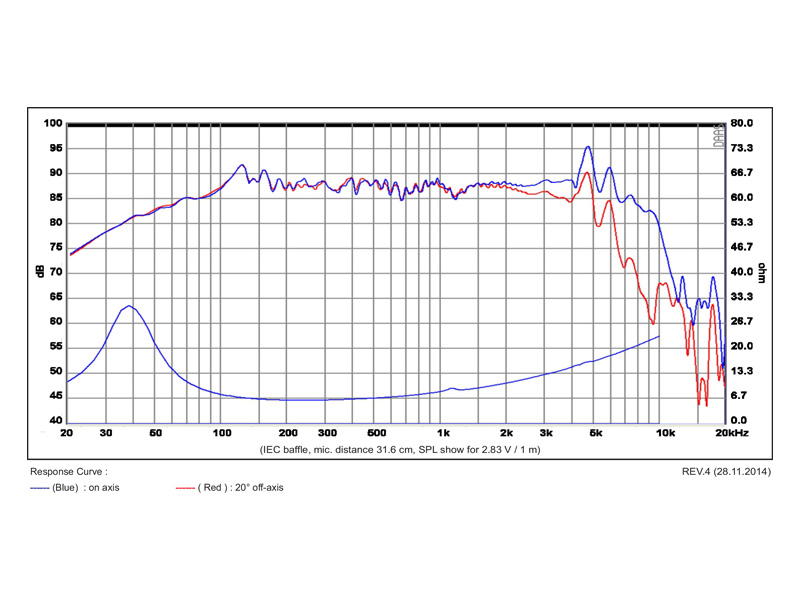 100 80.0
95 73.3
90 66.7
85 60.0
80 53.3
75 46.7
70 40.0
65 33.3
60 28.7
55 20.0
50 13.3
45 6.7
40 0.0
dB
ohm
DAAS
20 30 50 100 200 300 500 1k 2k 3k 5k 10k 20kHz
(IEC baffle, mic. distance 31.6 cm, SPL show for 2.83 V / 1 m)
Response Curve : REV.4 (28.11.2014)
(Blue) : on axis ( Red ) : 20° off-axis